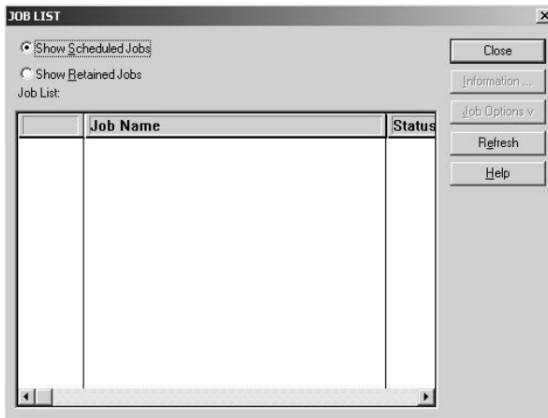 JOB LIST
Show Scheduled Jobs
Show Retained Jobs
Job List:
Job Name Status
Close
Information ...
Job Options v
Refresh
Help